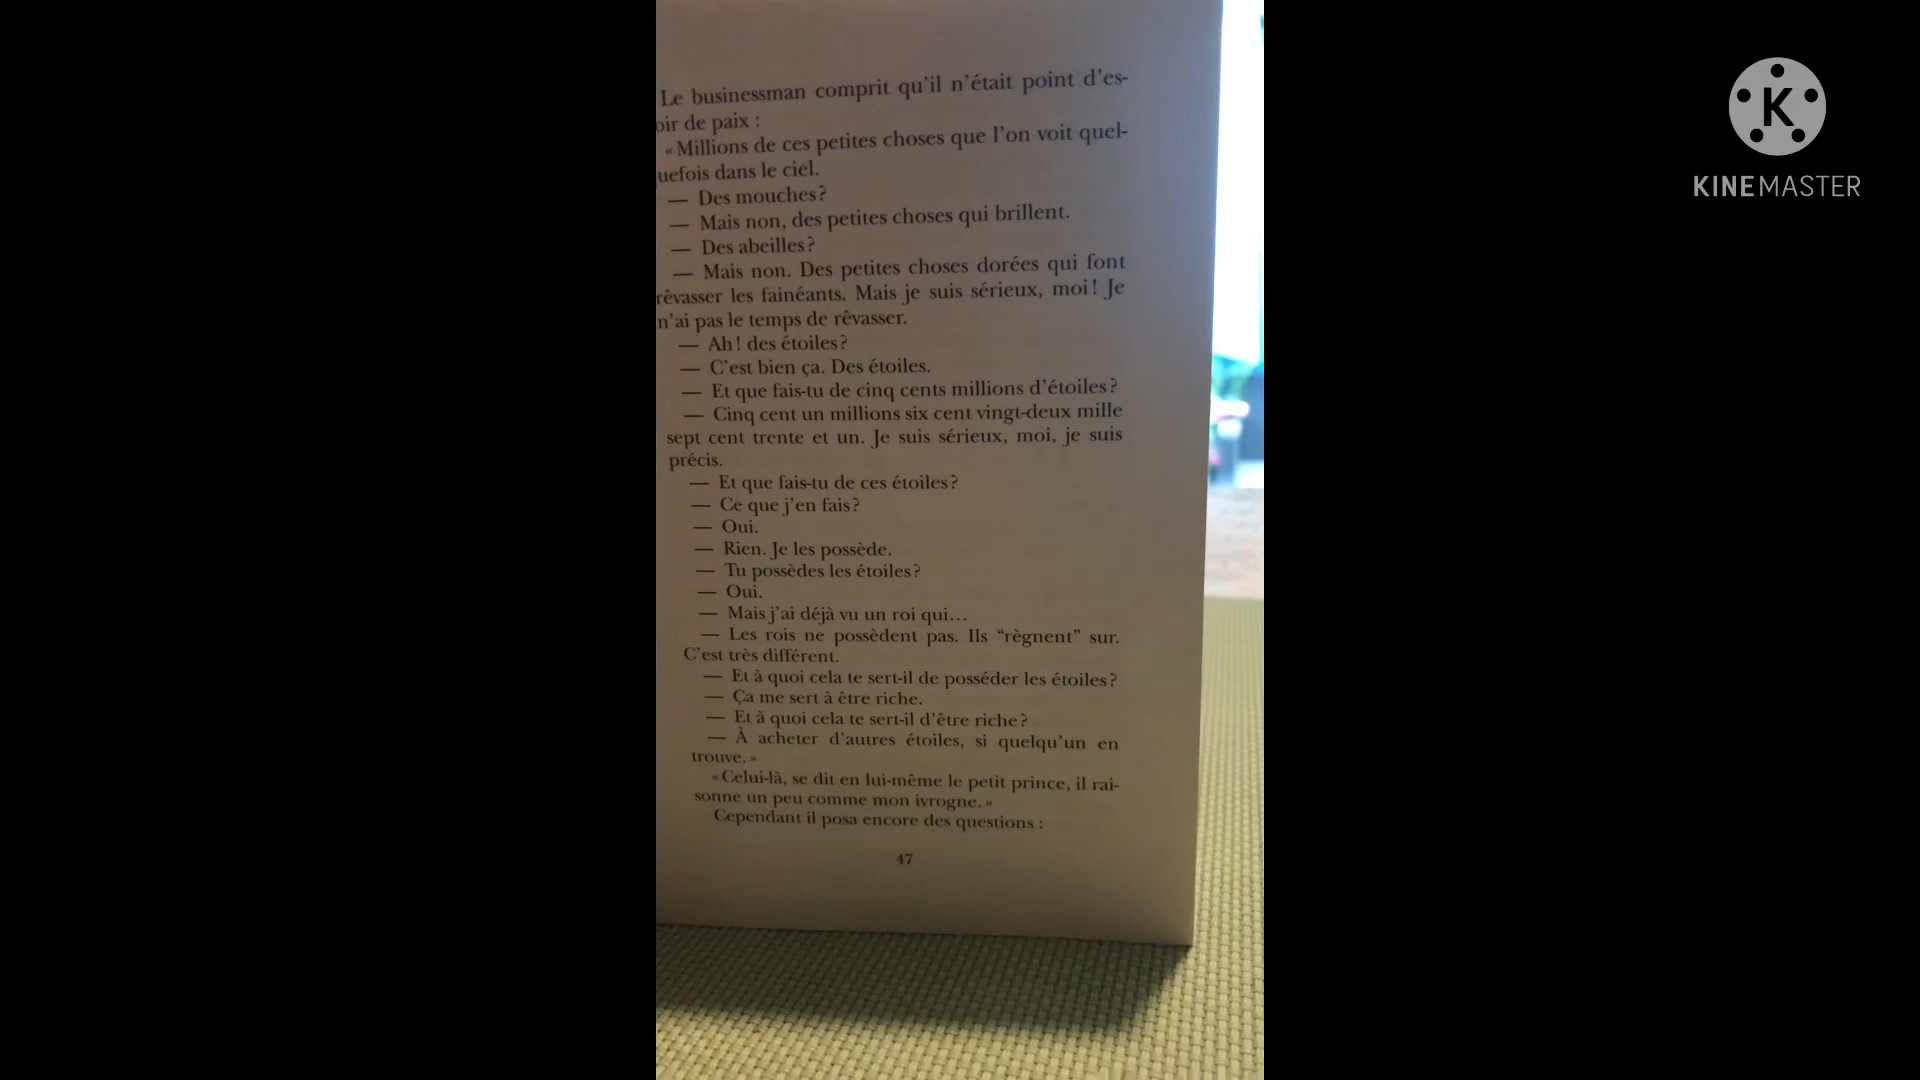 Le businessman comprit qu'il n'était point d'es-
oir de paix :
«Millions de ces petites choses que l'on voit quel-
uefois dans le ciel.
— Des mouches?
— Mais non, des petites choses qui brillent.
— Des abeilles?
— Mais non. Des petites choses dorées qui font
rêvasser les fainéants. Mais je suis sérieux, moi! Je
n'ai pas le temps de rêvasser.
— Ah! des étoiles?
— C'est bien ça. Des étoiles.
— Et que fais-tu de cinq cents millions d'étoiles?
— Cinq cent un millions six cent vingt-deux mille
sept cent trente et un. Je suis sérieux, moi, je suis
précis.
— Et que fais-tu de ces étoiles?
— Ce que j'en fais?
— Oui.
— Rien. Je les possède.
— Tu possèdes les étoiles?
— Oui.
— Mais j'ai déjà vu un roi qui…
— Les rois ne possèdent pas. Ils “règnent” sur.
C'est très différent.
— Et à quoi cela te sert-il de posséder les étoiles?
— Ça me sert à être riche.
— Et à quoi cela te sert-il d'être riche?
— À acheter d'autres étoiles, si quelqu'un en
trouve. »
«Celui-là, se dit en lui-même le petit prince, il rai-
sonne un peu comme mon ivrogne. »
Cependant il posa encore des questions :
47
K
KINEMASTER